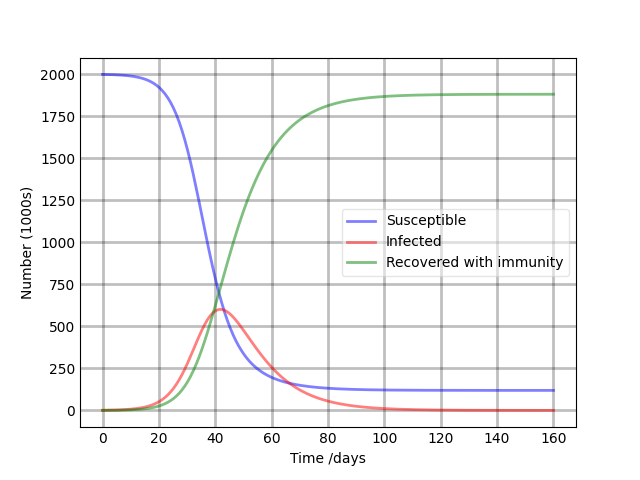 2000
1750
1500
1250
1000
750
500
250
0
Number (1000s)
Susceptible
Infected
Recovered with immunity
0 20 40 60 80 100 120 140 160
Time /days